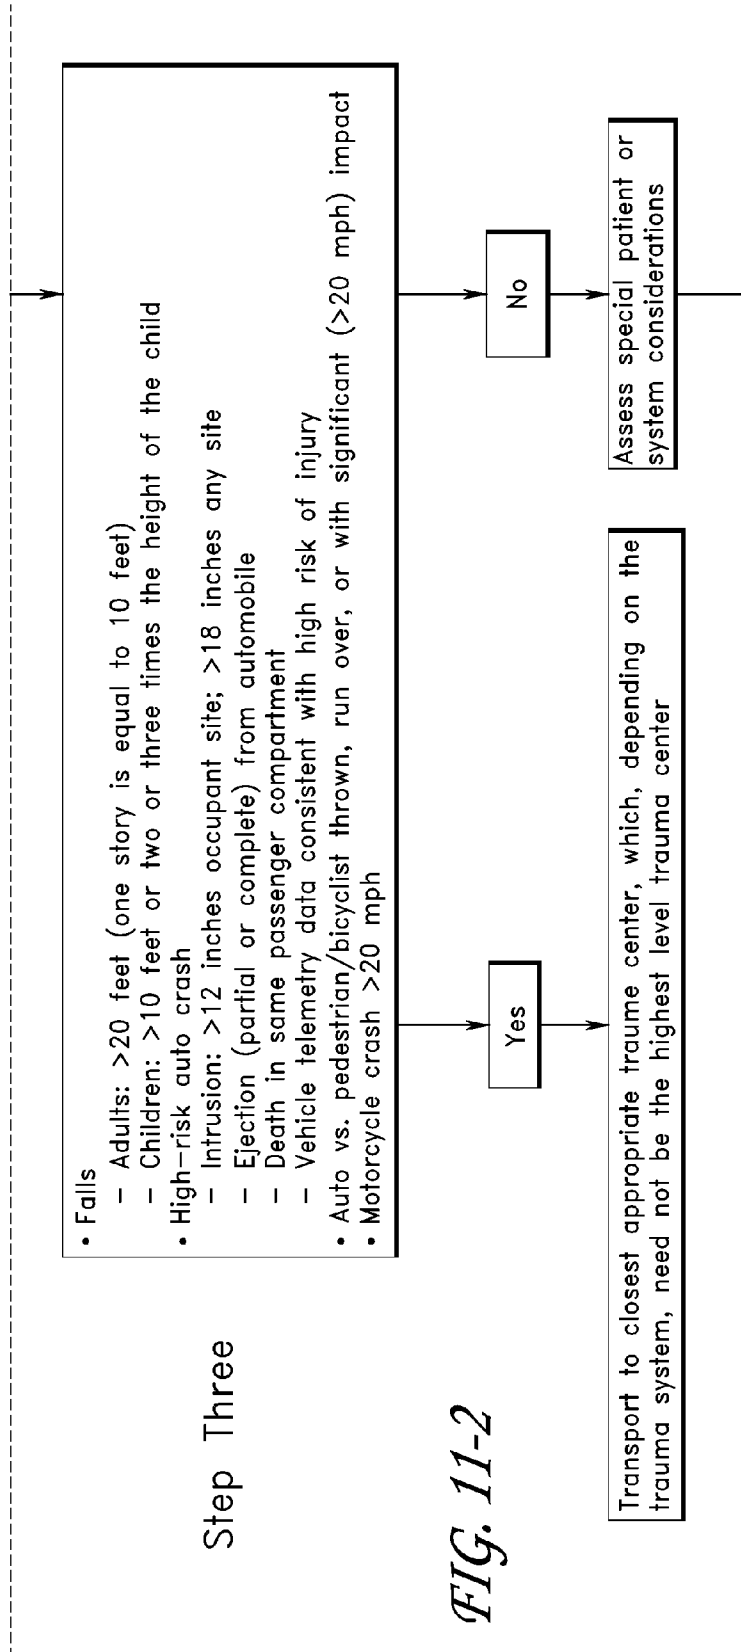 Step Three
• Falls
– Adults: >20 feet (one story is equal to 10 feet)
– Children: >10 feet or two or three times the height of the child
• High-risk auto crash
– Intrusion: >12 inches occupant site; >18 inches any site
– Ejection (partial or complete) from automobile
– Death in same passenger compartment
– Vehicle telemetry data consistent with high risk of injury
• Auto vs. pedestrian/bicyclist thrown, run over, or with significant (>20 mph) impact
• Motorcycle crash >20 mph
Yes
No
Transport to closest appropriate traume center, which, depending on the
trauma system, need not be the highest level trauma center
Assess special patient or
system considerations
FIG. 11-2